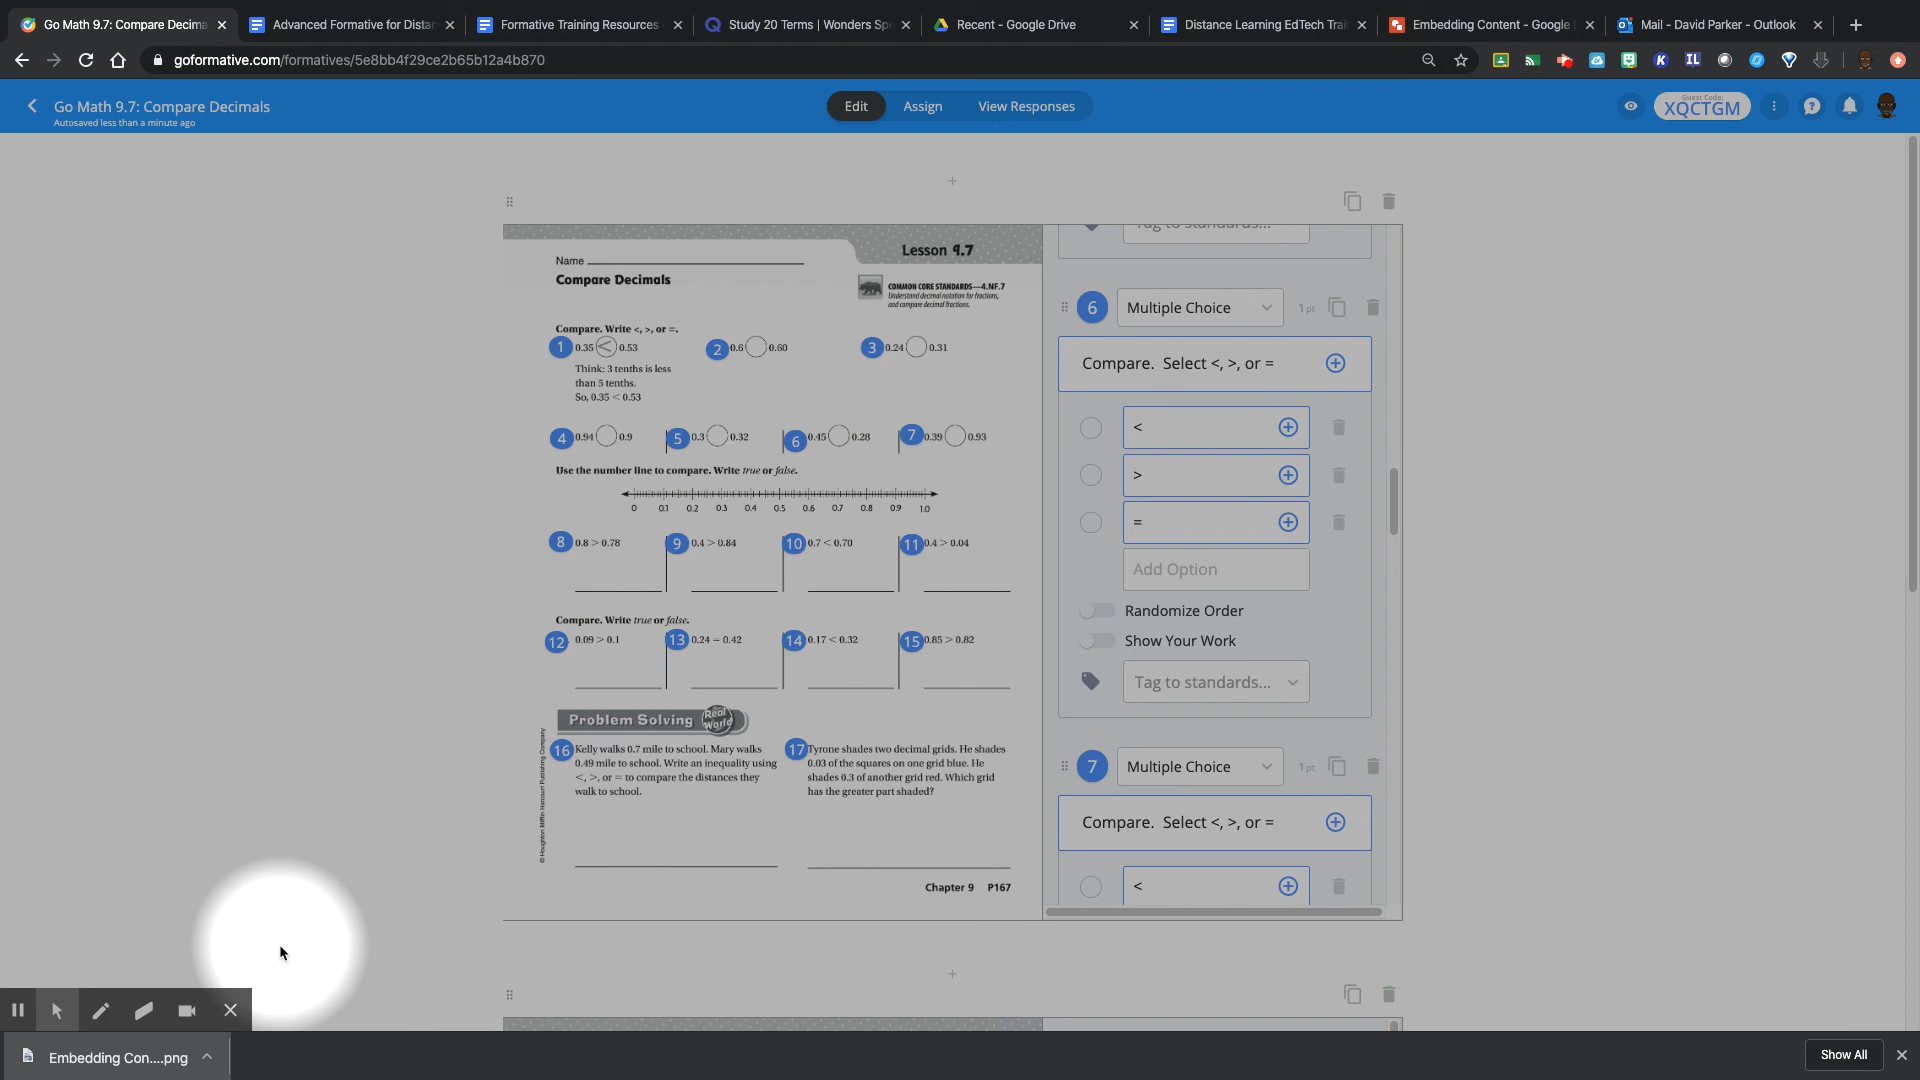 Go Math 9.7: Compare Decima
Advanced Formative for Distan
Formative Training Resources -
Study 20 Terms | Wonders Spe
Recent - Google Drive
Distance Learning EdTech Trai
Embedding Content - Google
Mail - David Parker - Outlook
goformative.com/formatives/5e8bb4f29ce2b65b12a4b870
Go Math 9.7: Compare Decimals
Autosaved less than a minute ago
Edit
Assign
View Responses
Guest Code:
XQCTGM
Lesson 9.7
Name
Compare Decimals
COMMON CORE STANDARDS—4.NF.7
Understand decimal notation for fractions,
and compare decimal fractions.
Compare. Write <, >, or =.
1 0.35 < 0.53
2 0.6 0.60
3 0.24 0.31
Think: 3 tenths is less
than 5 tenths.
So, 0.35 < 0.53
4 0.94 0.9
5 0.3 0.32
6 0.45 0.28
7 0.39 0.93
Use the number line to compare. Write true or false.
0 0.1 0.2 0.3 0.4 0.5 0.6 0.7 0.8 0.9 1.0
8 0.8 > 0.78
9 0.4 > 0.84
10 0.7 < 0.70
11 0.4 > 0.04
Compare. Write true or false.
12 0.09 > 0.1
13 0.24 = 0.42
14 0.17 < 0.32
15 0.85 > 0.82
Problem Solving Real World
16 Kelly walks 0.7 mile to school. Mary walks
0.49 mile to school. Write an inequality using
<, >, or = to compare the distances they
walk to school.
17 Tyrone shades two decimal grids. He shades
0.03 of the squares on one grid blue. He
shades 0.3 of another grid red. Which grid
has the greater part shaded?
© Houghton Mifflin Harcourt Publishing Company
Chapter 9 P167
Tag to standards...
6 Multiple Choice 1 pt
Compare. Select <, >, or =
<
>
=
Add Option
Randomize Order
Show Your Work
Tag to standards...
7 Multiple Choice 1 pt
Compare. Select <, >, or =
<
Embedding Con....png
Show All